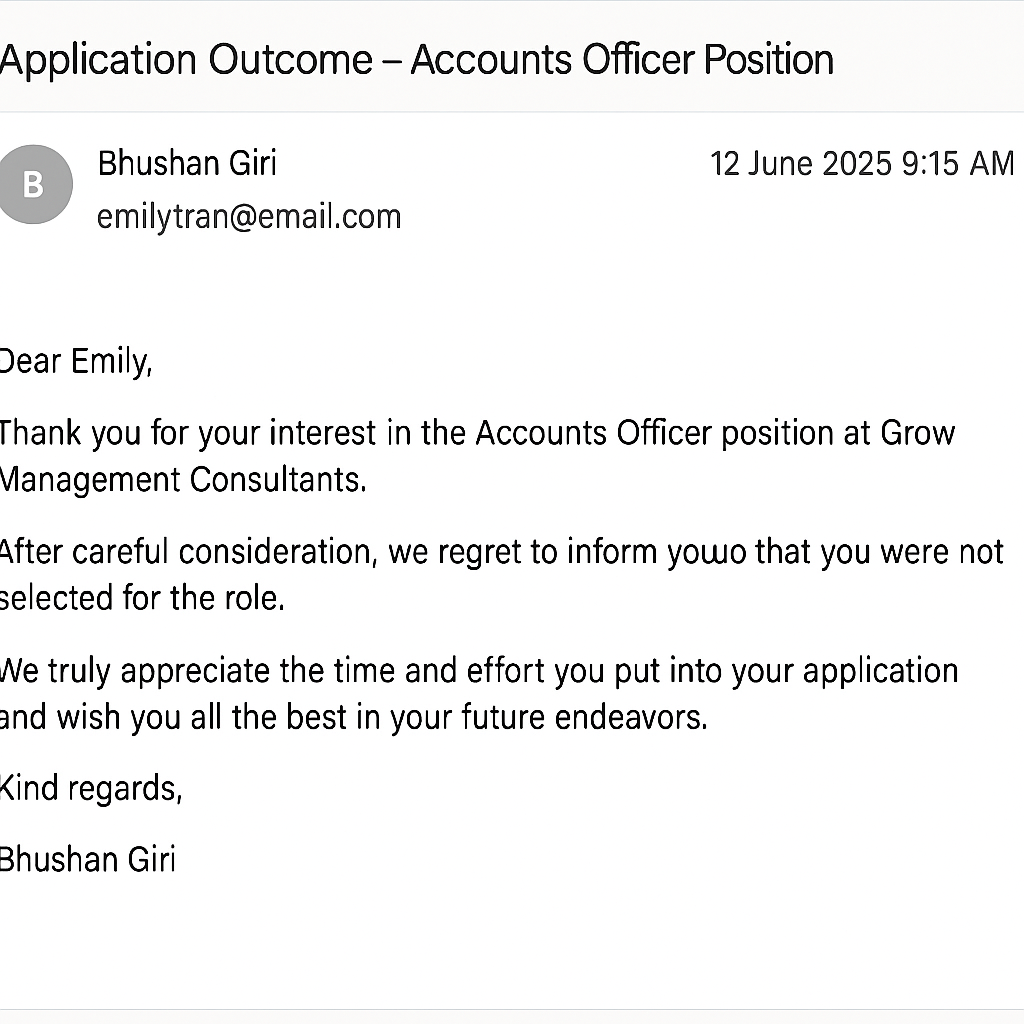 Application Outcome – Accounts Officer Position
B
Bhushan Giri
12 June 2025 9:15 AM
emilytran@email.com
Dear Emily,
Thank you for your interest in the Accounts Officer position at Grow
Management Consultants.
After careful consideration, we regret to inform youuo that you were not
selected for the role.
We truly appreciate the time and effort you put into your application
and wish you all the best in your future endeavors.
Kind regards,
Bhushan Giri